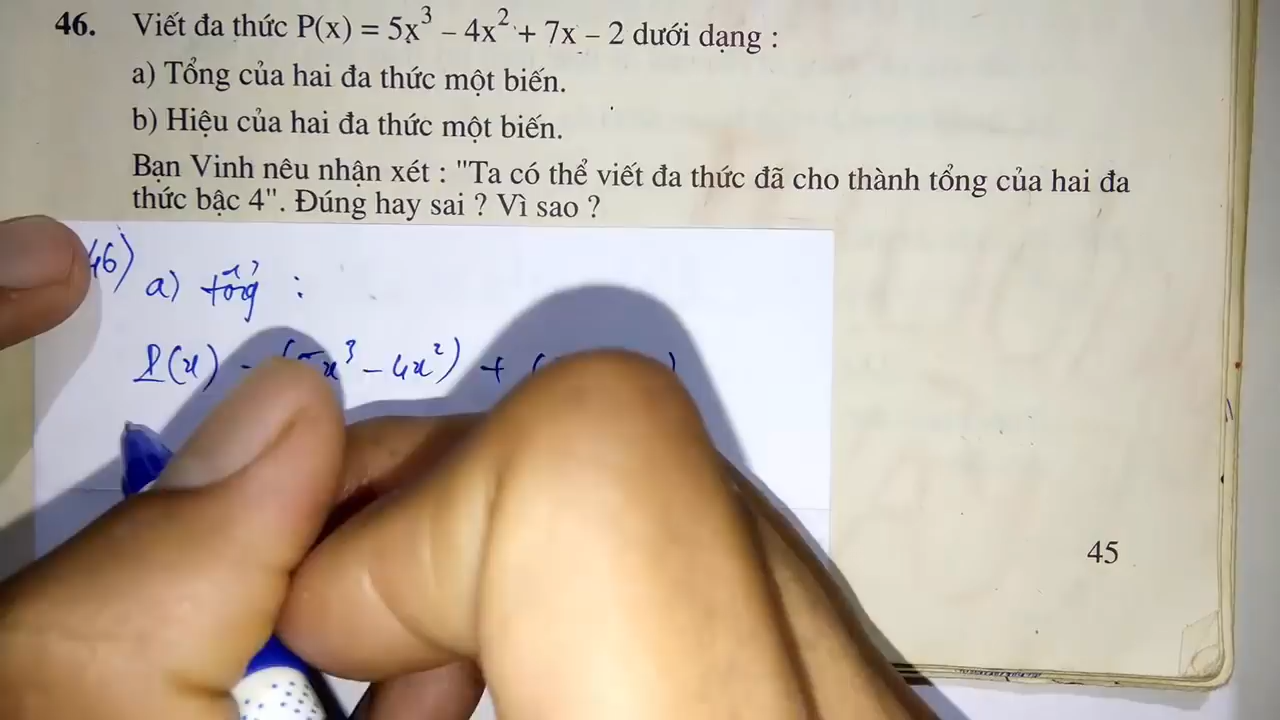 46. Viết đa thức P(x) = 5x³ – 4x² + 7x – 2 dưới dạng :
a) Tổng của hai đa thức một biến.
b) Hiệu của hai đa thức một biến.
Bạn Vinh nêu nhận xét : "Ta có thể viết đa thức đã cho thành tổng của hai đa
thức bậc 4". Đúng hay sai ? Vì sao ?
46) a) tổng :
P(x) = (5x³ – 4x²) + (
45